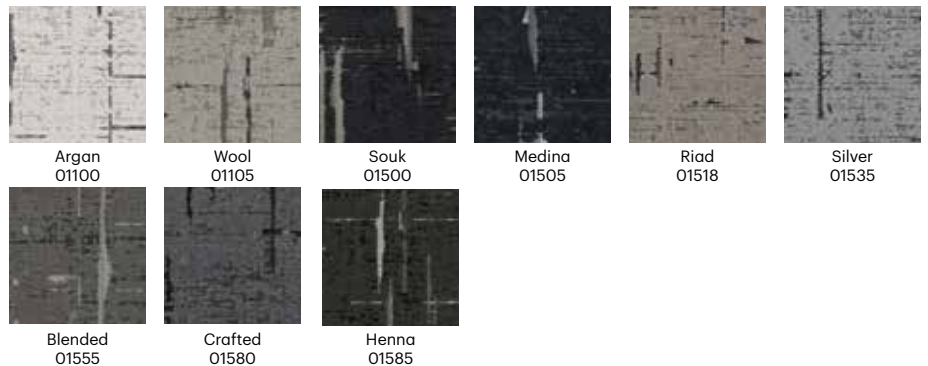 Argan
01100
Wool
01105
Souk
01500
Medina
01505
Riad
01518
Silver
01535
Blended
01555
Crafted
01580
Henna
01585